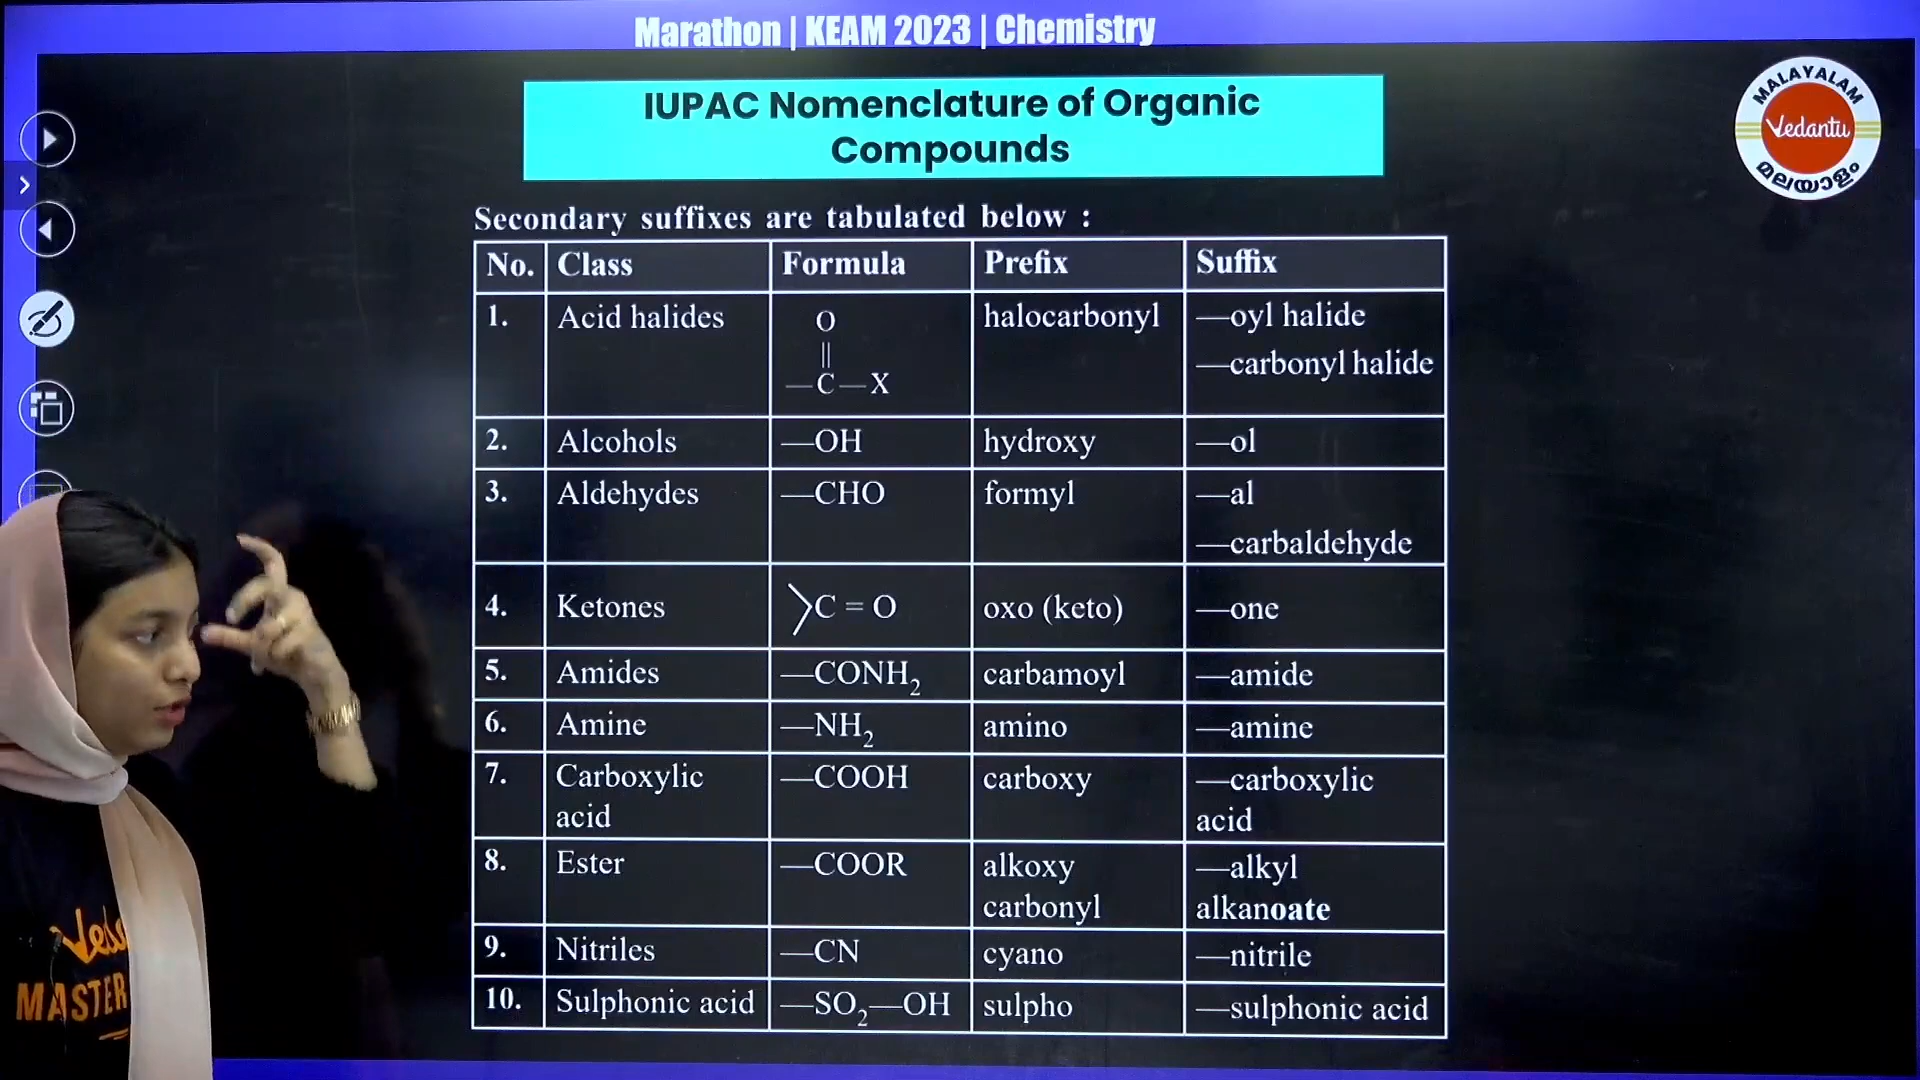 Marathon | KEAM 2023 | Chemistry
IUPAC Nomenclature of Organic
Compounds
MALAYALAM
Vedantu
മലയാളം
Secondary suffixes are tabulated below :
No. Class Formula Prefix Suffix
1. Acid halides O
||
—C—X halocarbonyl —oyl halide
—carbonyl halide
2. Alcohols —OH hydroxy —ol
3. Aldehydes —CHO formyl —al
—carbaldehyde
4. Ketones >C = O oxo (keto) —one
5. Amides —CONH₂ carbamoyl —amide
6. Amine —NH₂ amino —amine
7. Carboxylic —COOH carboxy —carboxylic
acid acid
8. Ester —COOR alkoxy —alkyl
carbonyl alkanoate
9. Nitriles —CN cyano —nitrile
10. Sulphonic acid —SO₂—OH sulpho —sulphonic acid
MASTER